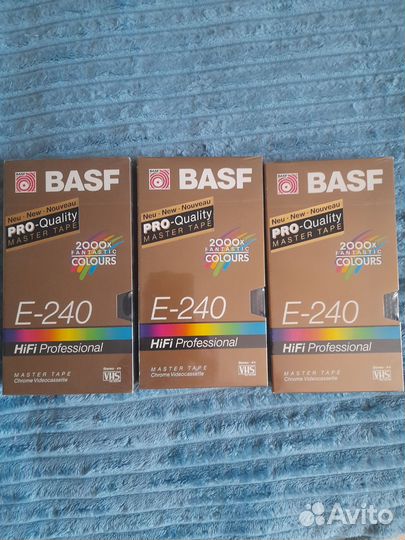 BASF
Neu · New · Nouveau
PRO-Quality
MASTER TAPE
2000x
FANTASTIC
COLOURS
E-240
HiFi Professional
MASTER TAPE
Chrome Videocassette
VHS
BASF
Neu · New · Nouveau
PRO-Quality
MASTER TAPE
2000x
FANTASTIC
COLOURS
E-240
HiFi Professional
MASTER TAPE
Chrome Videocassette
VHS
BASF
Neu · New · Nouveau
PRO-Quality
MASTER TAPE
2000x
FANTASTIC
COLOURS
E-240
HiFi Professional
MASTER TAPE
Chrome Videocassette
VHS
Avito